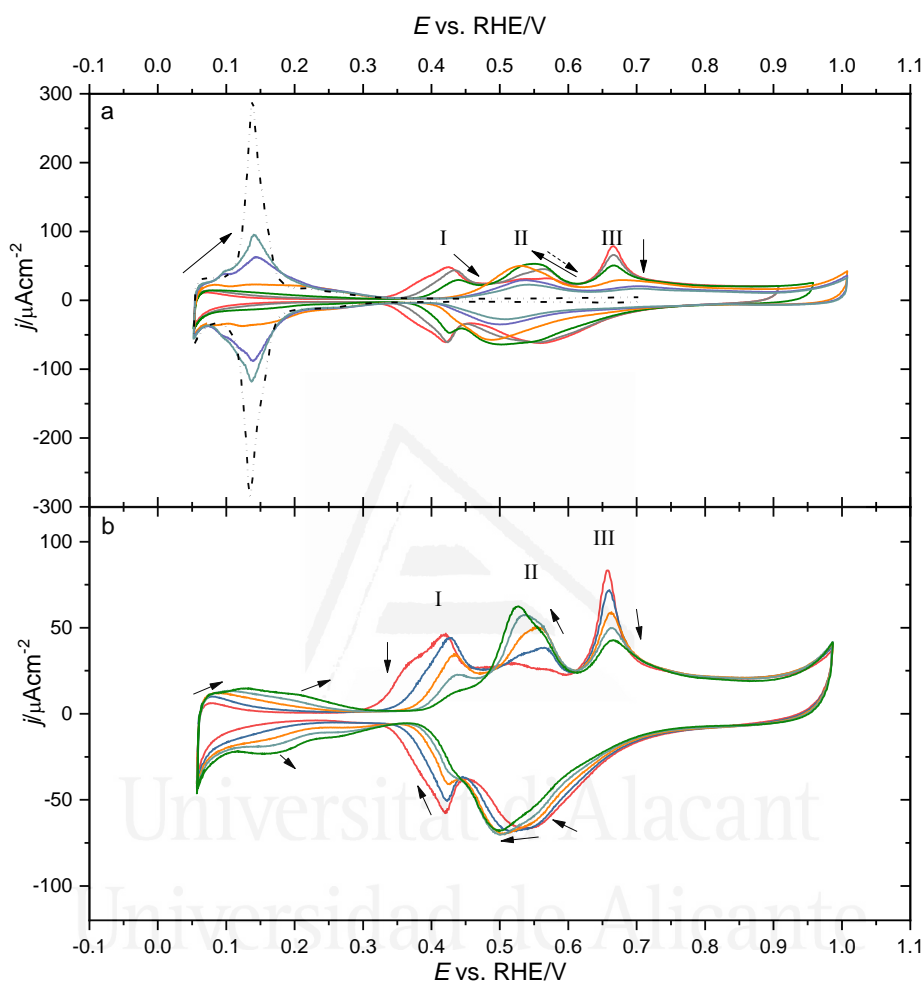 E vs. RHE/V
-0.1 0.0 0.1 0.2 0.3 0.4 0.5 0.6 0.7 0.8 0.9 1.0 1.1
a
300
200
100
0
-100
-200
-300
j/μAcm⁻²
I II III
b
100
50
0
-50
-100
j/μAcm⁻²
I II III
Universitat d'Alacant
Universidad de Alicante
-0.1 0.0 0.1 0.2 0.3 0.4 0.5 0.6 0.7 0.8 0.9 1.0 1.1
E vs. RHE/V